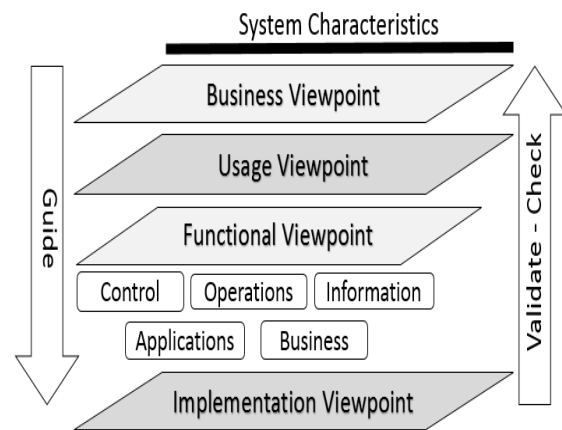 System Characteristics
Business Viewpoint
Usage Viewpoint
Functional Viewpoint
Control
Operations
Information
Applications
Business
Implementation Viewpoint
Guide
Validate - Check